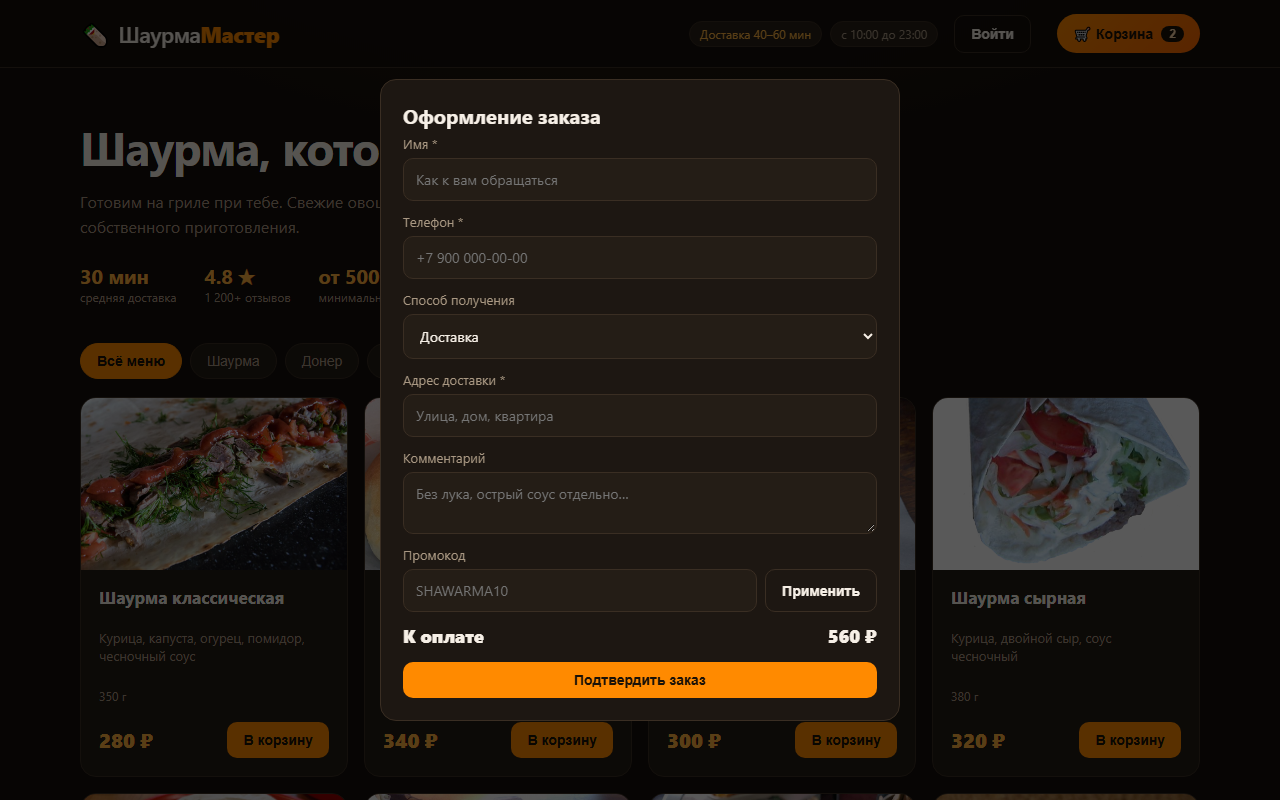 ШаурмаМастер
Доставка 40–60 мин
с 10:00 до 23:00
Войти
Корзина 2
Шаурма, кото
Готовим на гриле при тебе. Свежие ово
собственного приготовления.
30 мин
средняя доставка
4.8 ★
1 200+ отзывов
от 500
минималь
Всё меню
Шаурма
Донер
Оформление заказа
Имя *
Как к вам обращаться
Телефон *
+7 900 000-00-00
Способ получения
Доставка
Адрес доставки *
Улица, дом, квартира
Комментарий
Без лука, острый соус отдельно…
Промокод
SHAWARMA10
Применить
К оплате 560 ₽
Подтвердить заказ
Шаурма классическая
Курица, капуста, огурец, помидор,
чесночный соус
350 г
280 ₽
В корзину
340 ₽
В корзину
300 ₽
В корзину
Шаурма сырная
Курица, двойной сыр, соус
чесночный
380 г
320 ₽
В корзину